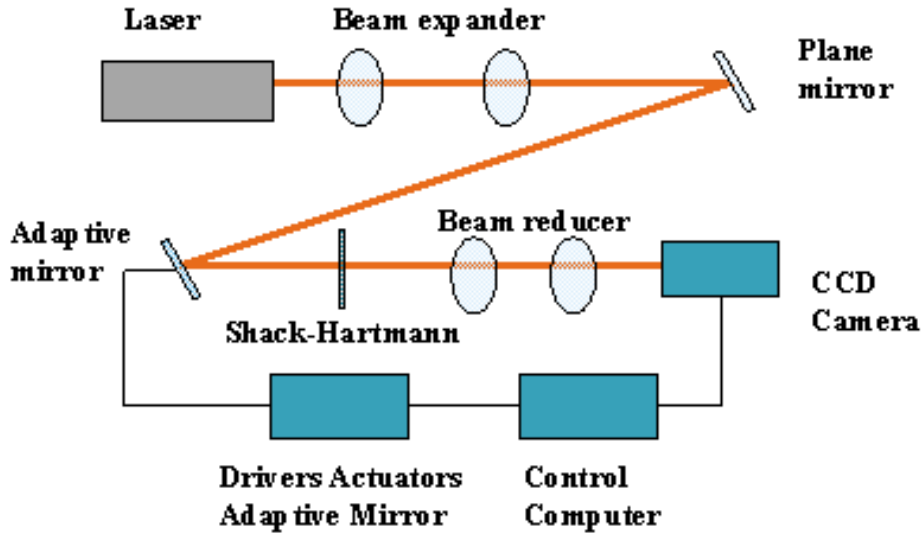 Laser
Beam expander
Plane
mirror
Adaptive
mirror
Beam reducer
Shack-Hartmann
CCD
Camera
Drivers Actuators
Adaptive Mirror
Control
Computer